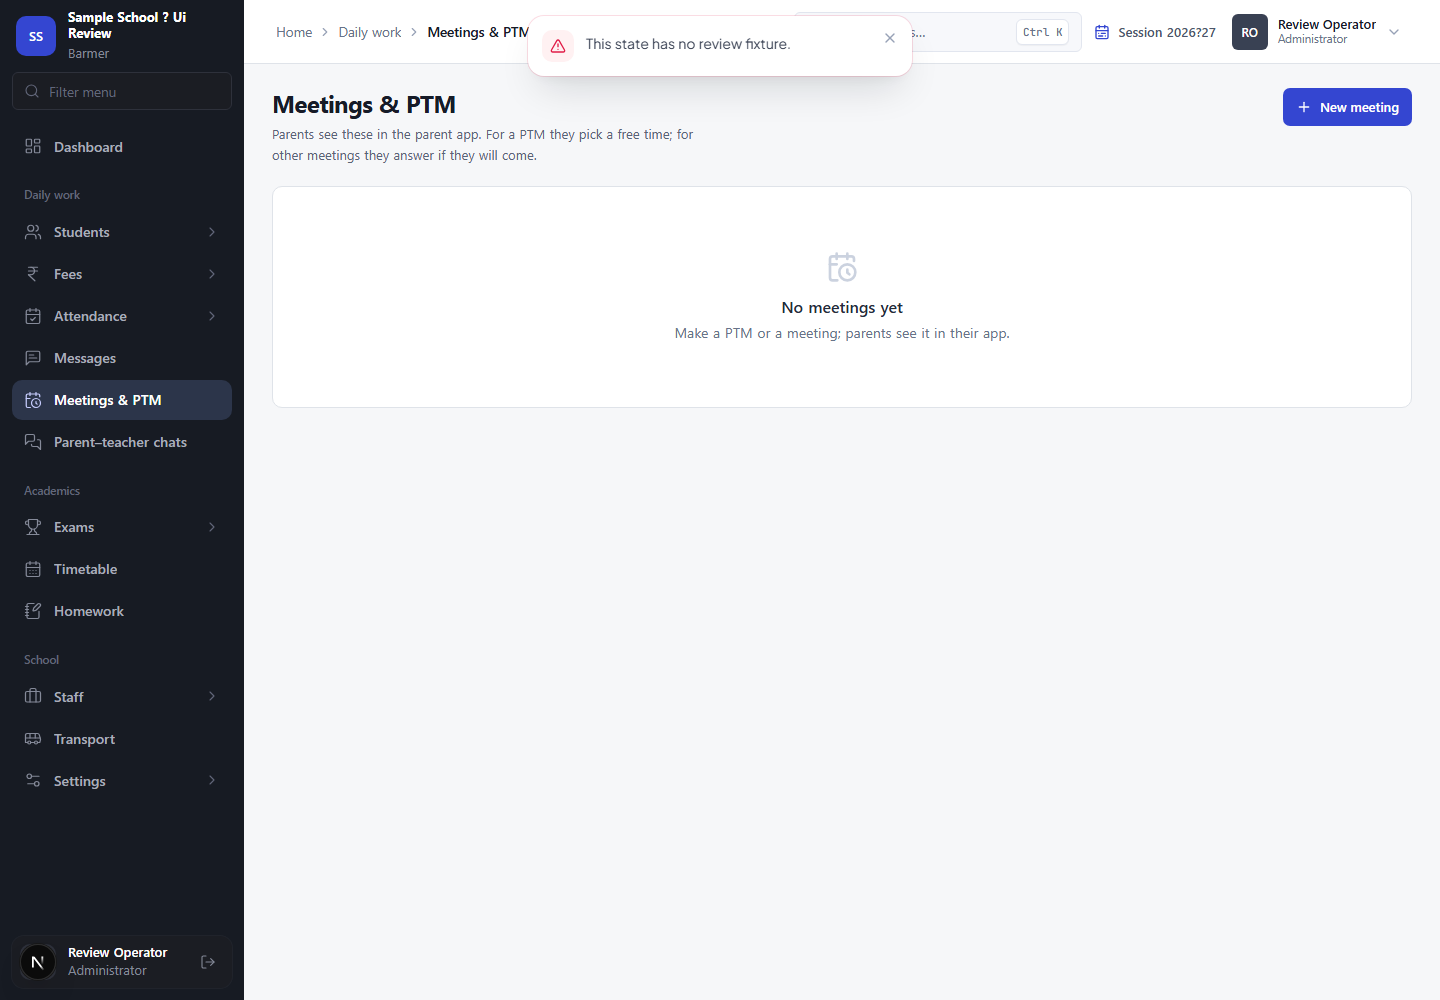 SS
Sample School ? Ui
Review
Barmer
Filter menu
Dashboard
Daily work
Students
Fees
Attendance
Messages
Meetings & PTM
Parent–teacher chats
Academics
Exams
Timetable
Homework
School
Staff
Transport
Settings
N
Review Operator
Administrator
Home > Daily work > Meetings & PTM
This state has no review fixture.
s...
Ctrl K
Session 2026?27
RO
Review Operator
Administrator
Meetings & PTM
Parents see these in the parent app. For a PTM they pick a free time; for
other meetings they answer if they will come.
New meeting
No meetings yet
Make a PTM or a meeting; parents see it in their app.